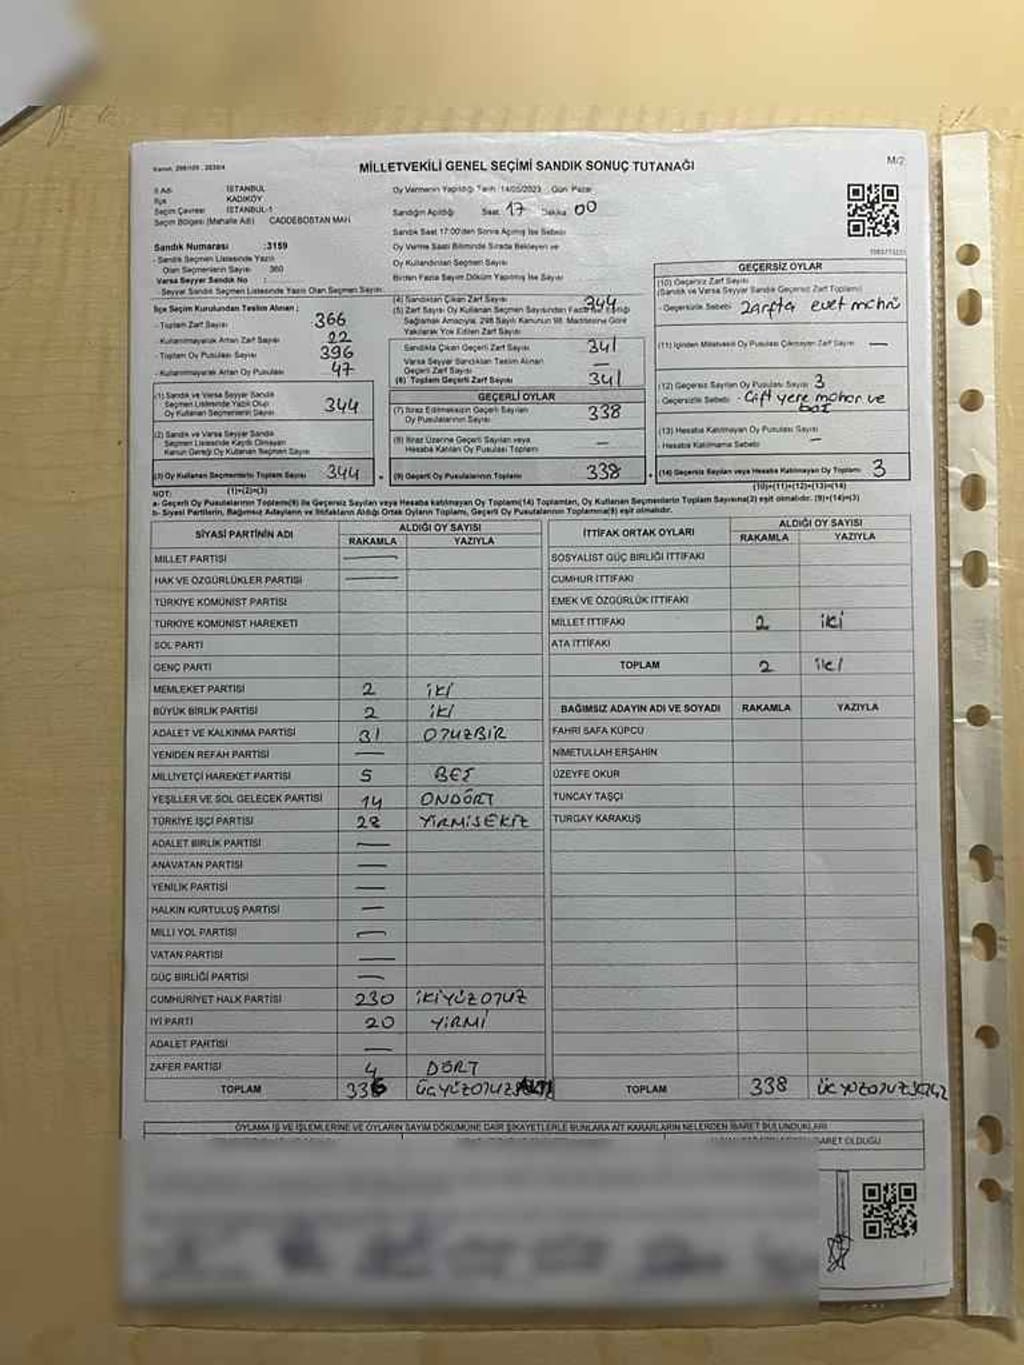 MİLLETVEKİLİ GENEL SEÇİMİ SANDIK SONUÇ TUTANAĞI
M/2
İl Adı İSTANBUL
İlçe KADIKÖY
Seçim Çevresi İSTANBUL-1
Seçim Bölgesi (Mahalle Adı) CADDEBOSTAN MAH
Oy Vermenin Yapıldığı Tarih 14/05/2023 Gün Pazar
Sandığın Açıldığı Saat 17 Dakika 00
Sandık Saat 17:00'den Sonra Açılmış İse Sebebi
Oy Verme Saati Bitiminde Sırada Bekleyen ve
Oy Kullandırılan Seçmen Sayısı
Birden Fazla Sayım Döküm Yapılmış İse Sayısı
Sandık Numarası :3159
- Sandık Seçmen Listesinde Yazılı
Olan Seçmenlerin Sayısı 360
Varsa Seyyar Sandık No :
- Seyyar Sandık Seçmen Listesinde Yazılı Olan Seçmen Sayısı:
İlçe Seçim Kurulundan Teslim Alınan ;
- Toplam Zarf Sayısı 366
- Kullanılmayarak Artan Zarf Sayısı 22
- Toplam Oy Pusulası Sayısı 396
- Kullanılmayarak Artan Oy Pusulası 47
(1) Sandık ve Varsa Seyyar Sandık
Seçmen Listesinde Yazılı Olup
Oy Kullanan Seçmenlerin Sayısı 344
(2) Sandık ve Varsa Seyyar Sandık
Seçmen Listesinde Kayıtlı Olmayan
Kanun Gereği Oy Kullanan Seçmen Sayısı
(3) Oy Kullanan Seçmenlerin Toplam Sayısı 344
(1)+(2)=(3)
(4) Sandıktan Çıkan Zarf Sayısı 344
(5) Zarf Sayısı Oy Kullanan Seçmen Sayısından Fazla İse Eşitliği
Sağlamak Amacıyla, 298 Sayılı Kanunun 98. Maddesine Göre
Yakılarak Yok Edilen Zarf Sayısı
Sandıkta Çıkan Geçerli Zarf Sayısı 341
Varsa Seyyar Sandıktan Teslim Alınan
Geçerli Zarf Sayısı —
(6) Toplam Geçerli Zarf Sayısı 341
GEÇERLİ OYLAR
(7) İtiraz Edilmeksizin Geçerli Sayılan
Oy Pusulalarının Sayısı 338
(8) İtiraz Üzerine Geçerli Sayılan veya
Hesaba Katılan Oy Pusulası Toplamı —
(9) Geçerli Oy Pusulalarının Toplamı 338
GEÇERSİZ OYLAR
(10) Geçersiz Zarf Sayısı
(Sandık ve Varsa Seyyar Sandık Geçersiz Zarf Toplamı)
- Geçersizlik Sebebi 2 zarfta evet mührü
(11) İçinden Milletvekili Oy Pusulası Çıkmayan Zarf Sayısı —
(12) Geçersiz Sayılan Oy Pusulası Sayısı 3
- Geçersizlik Sebebi - Çift yere mühür ve
boş
(13) Hesaba Katılmayan Oy Pusulası Sayısı
- Hesaba Katılmama Sebebi —
(14) Geçersiz Sayılan veya Hesaba Katılmayan Oy Toplamı 3
(10)+(11)+(12)+(13)=(14)
NOT:
a- Geçerli Oy Pusulalarının Toplamı(9) ile Geçersiz Sayılan veya Hesaba Katılmayan Oy Toplamı(14) Toplamları, Oy Kullanan Seçmenlerin Toplam Sayısına(3) eşit olmalıdır. (9)+(14)=(3)
b- Siyasi Partilerin, Bağımsız Adayların ve İttifakların Aldığı Ortak Oyların Toplamı, Geçerli Oy Pusulalarının Toplamına(9) eşit olmalıdır.
SİYASİ PARTİNİN ADI ALDIĞI OY SAYISI
RAKAMLA YAZIYLA
MİLLET PARTİSİ —
HAK VE ÖZGÜRLÜKLER PARTİSİ —
TÜRKİYE KOMÜNİST PARTİSİ
TÜRKİYE KOMÜNİST HAREKETİ
SOL PARTİ
GENÇ PARTİ
MEMLEKET PARTİSİ 2 İKİ
BÜYÜK BİRLİK PARTİSİ 2 İKİ
ADALET VE KALKINMA PARTİSİ 31 OTUZBİR
YENİDEN REFAH PARTİSİ —
MİLLİYETÇİ HAREKET PARTİSİ 5 BEŞ
YEŞİLLER VE SOL GELECEK PARTİSİ 14 ONDÖRT
TÜRKİYE İŞÇİ PARTİSİ 28 YİRMİSEKİZ
ADALET BİRLİK PARTİSİ —
ANAVATAN PARTİSİ —
YENİLİK PARTİSİ —
HALKIN KURTULUŞ PARTİSİ —
MİLLİ YOL PARTİSİ —
VATAN PARTİSİ —
GÜÇ BİRLİĞİ PARTİSİ —
CUMHURİYET HALK PARTİSİ 230 İKİYÜZOTUZ
İYİ PARTİ 20 YİRMİ
ADALET PARTİSİ —
ZAFER PARTİSİ 4 DÖRT
TOPLAM 336
İTTİFAK ORTAK OYLARI ALDIĞI OY SAYISI
RAKAMLA YAZIYLA
SOSYALİST GÜÇ BİRLİĞİ İTTİFAKI
CUMHUR İTTİFAKI
EMEK VE ÖZGÜRLÜK İTTİFAKI
MİLLET İTTİFAKI 2 İKİ
ATA İTTİFAKI
TOPLAM 2 İKİ
BAĞIMSIZ ADAYIN ADI VE SOYADI RAKAMLA YAZIYLA
FAHRİ SAFA KÜPCÜ
NİMETULLAH ERŞAHİN
ÜZEYFE OKUR
TUNCAY TAŞÇI
TURGAY KARAKUŞ
TOPLAM 338 ÜÇYÜZOTUZSEKİZ
OYLAMA İŞ VE İŞLEMLERİNE VE OYLARIN SAYIM DÖKÜMÜNE DAİR ŞİKAYETLERLE BUNLARA AİT KARARLARIN NELERDEN İBARET BULUNDUKLARI
OLDUĞU